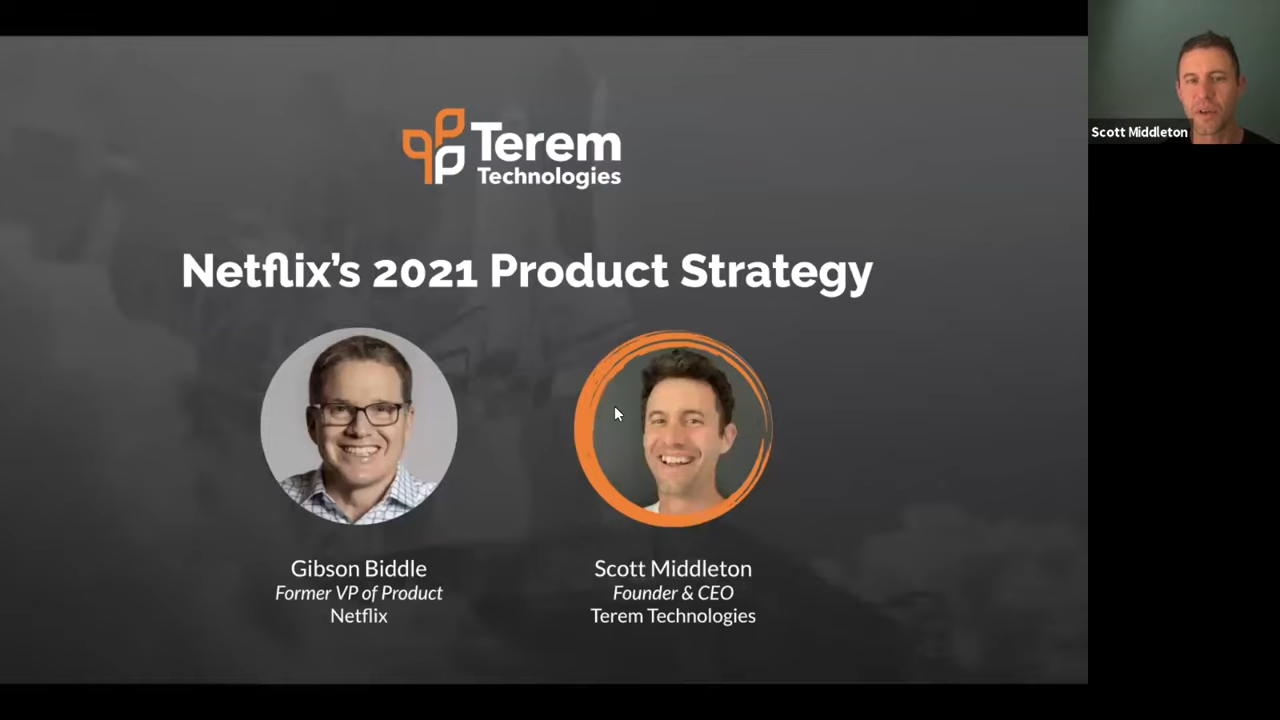 Terem
Technologies
Netflix's 2021 Product Strategy
Gibson Biddle
Former VP of Product
Netflix
Scott Middleton
Founder & CEO
Terem Technologies
Scott Middleton